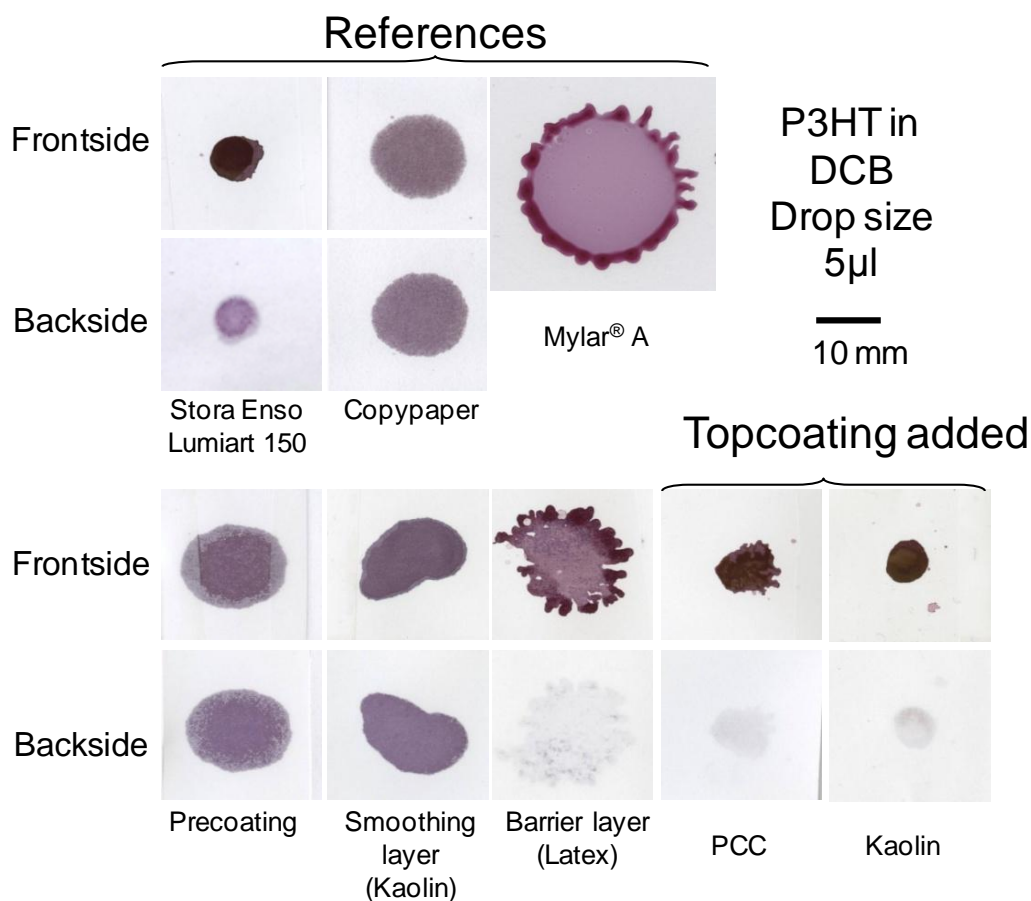 References
Frontside
P3HT in
DCB
Drop size
5µl
10 mm
Backside
Mylar® A
Stora Enso
Lumiart 150
Copypaper
Topcoating added
Frontside
Backside
Precoating
Smoothing
layer
(Kaolin)
Barrier layer
(Latex)
PCC
Kaolin